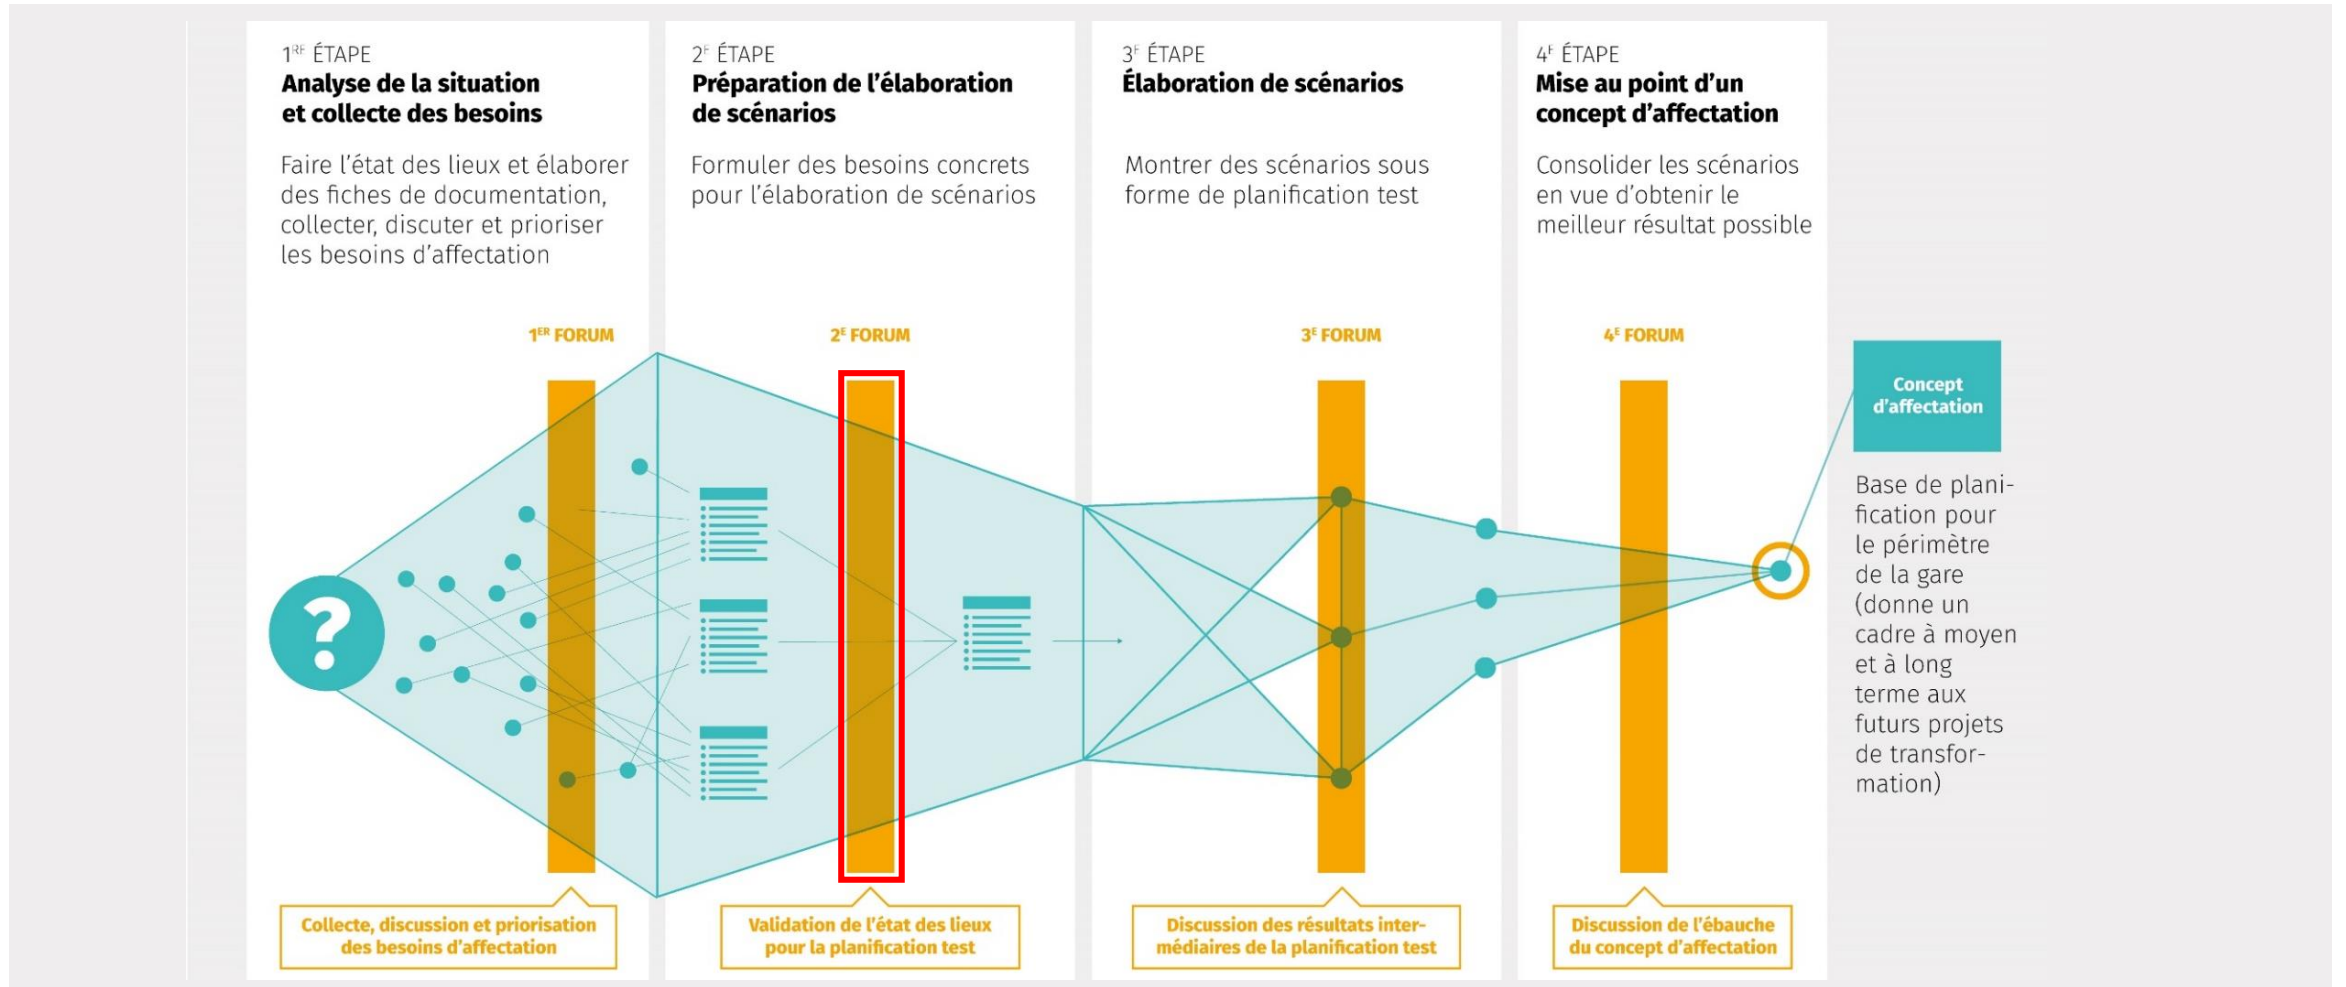 1RE ÉTAPE
Analyse de la situation
et collecte des besoins
Faire l’état des lieux et élaborer
des fiches de documentation,
collecter, discuter et prioriser
les besoins d’affectation
1ER FORUM
Collecte, discussion et priorisation
des besoins d’affectation
2E ÉTAPE
Préparation de l’élaboration
de scénarios
Formuler des besoins concrets
pour l’élaboration de scénarios
2E FORUM
Validation de l’état des lieux
pour la planification test
3E ÉTAPE
Élaboration de scénarios
Montrer des scénarios sous
forme de planification test
3E FORUM
Discussion des résultats inter-
médiaires de la planification test
4E ÉTAPE
Mise au point d’un
concept d’affectation
Consolider les scénarios
en vue d’obtenir le
meilleur résultat possible
4E FORUM
Discussion de l’ébauche
du concept d’affectation
?
Concept
d’affectation
Base de plani-
fication pour
le périmètre
de la gare
(donne un
cadre à moyen
et à long
terme aux
futurs projets
de transfor-
mation)